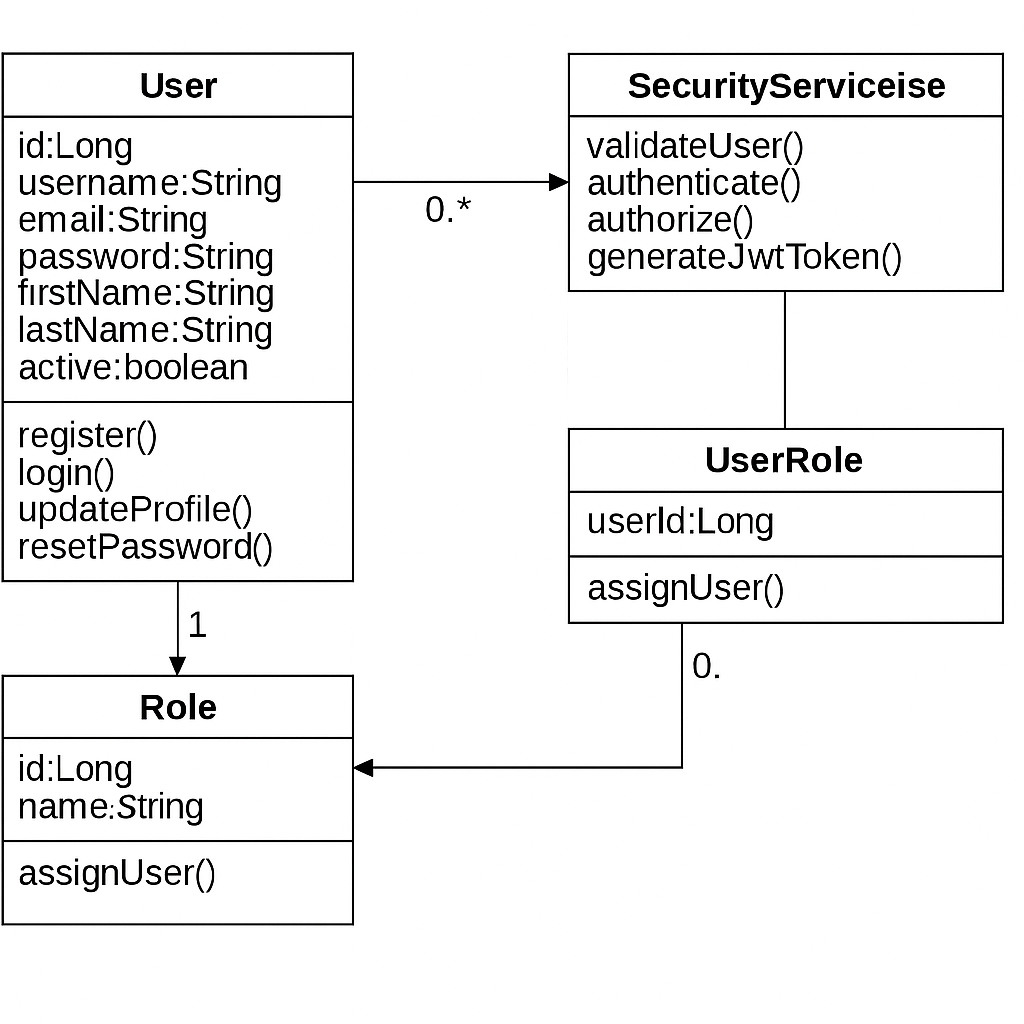 User
id:Long
username:String
email:String
password:String
firstName:String
lastName:String
active:boolean
register()
login()
updateProfile()
resetPassword()
0.*
SecurityServiceise
validateUser()
authenticate()
authorize()
generateJwtToken()
UserRole
userId:Long
assignUser()
1
0.
Role
id:Long
name:String
assignUser()